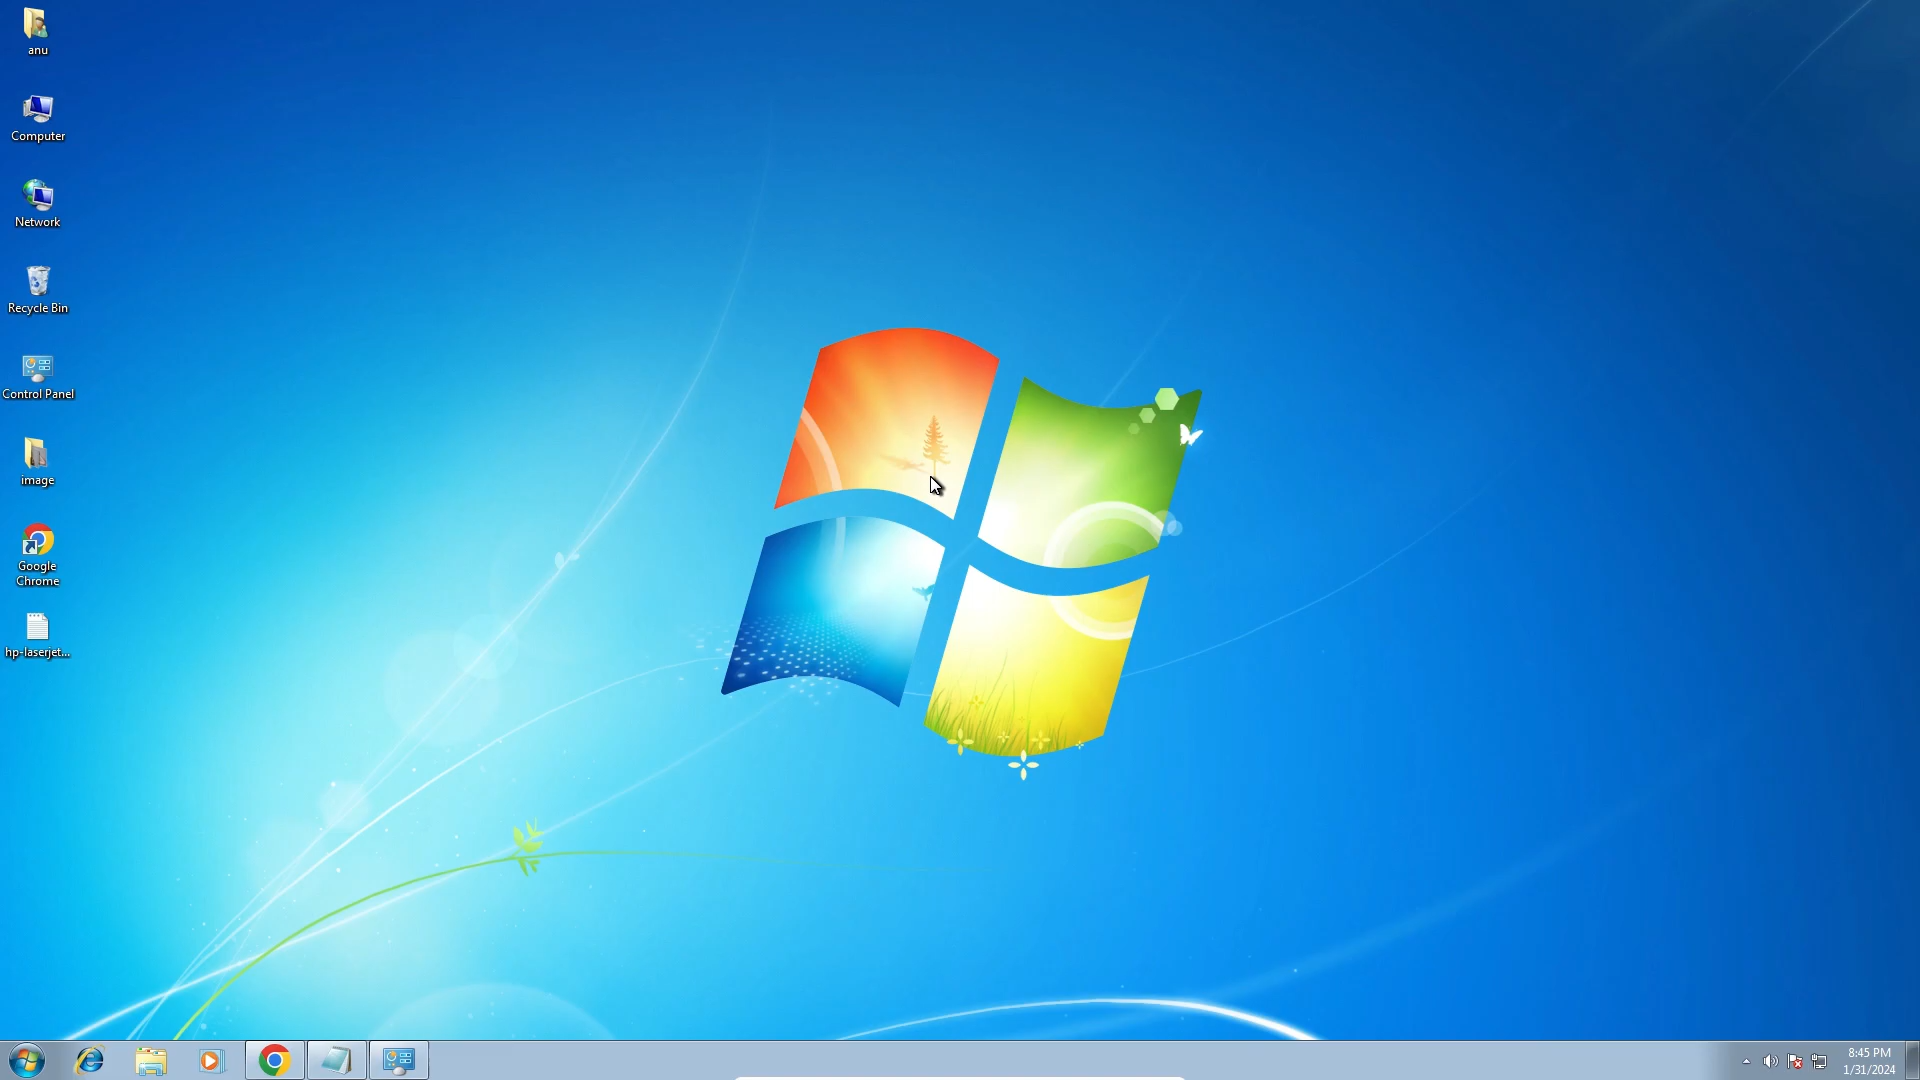 anu
Computer
Network
Recycle Bin
Control Panel
image
Google
Chrome
hp-laserjet...
8:45 PM
1/31/2024